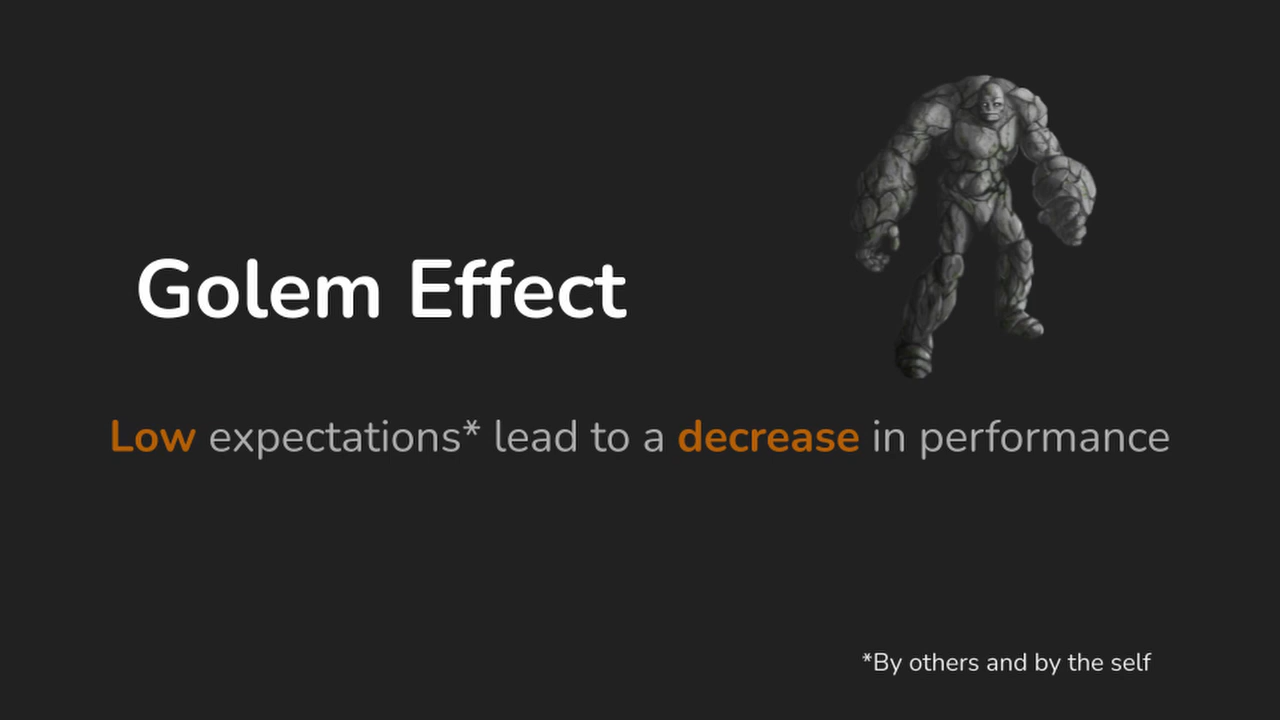 Golem Effect
Low expectations* lead to a decrease in performance
*By others and by the self